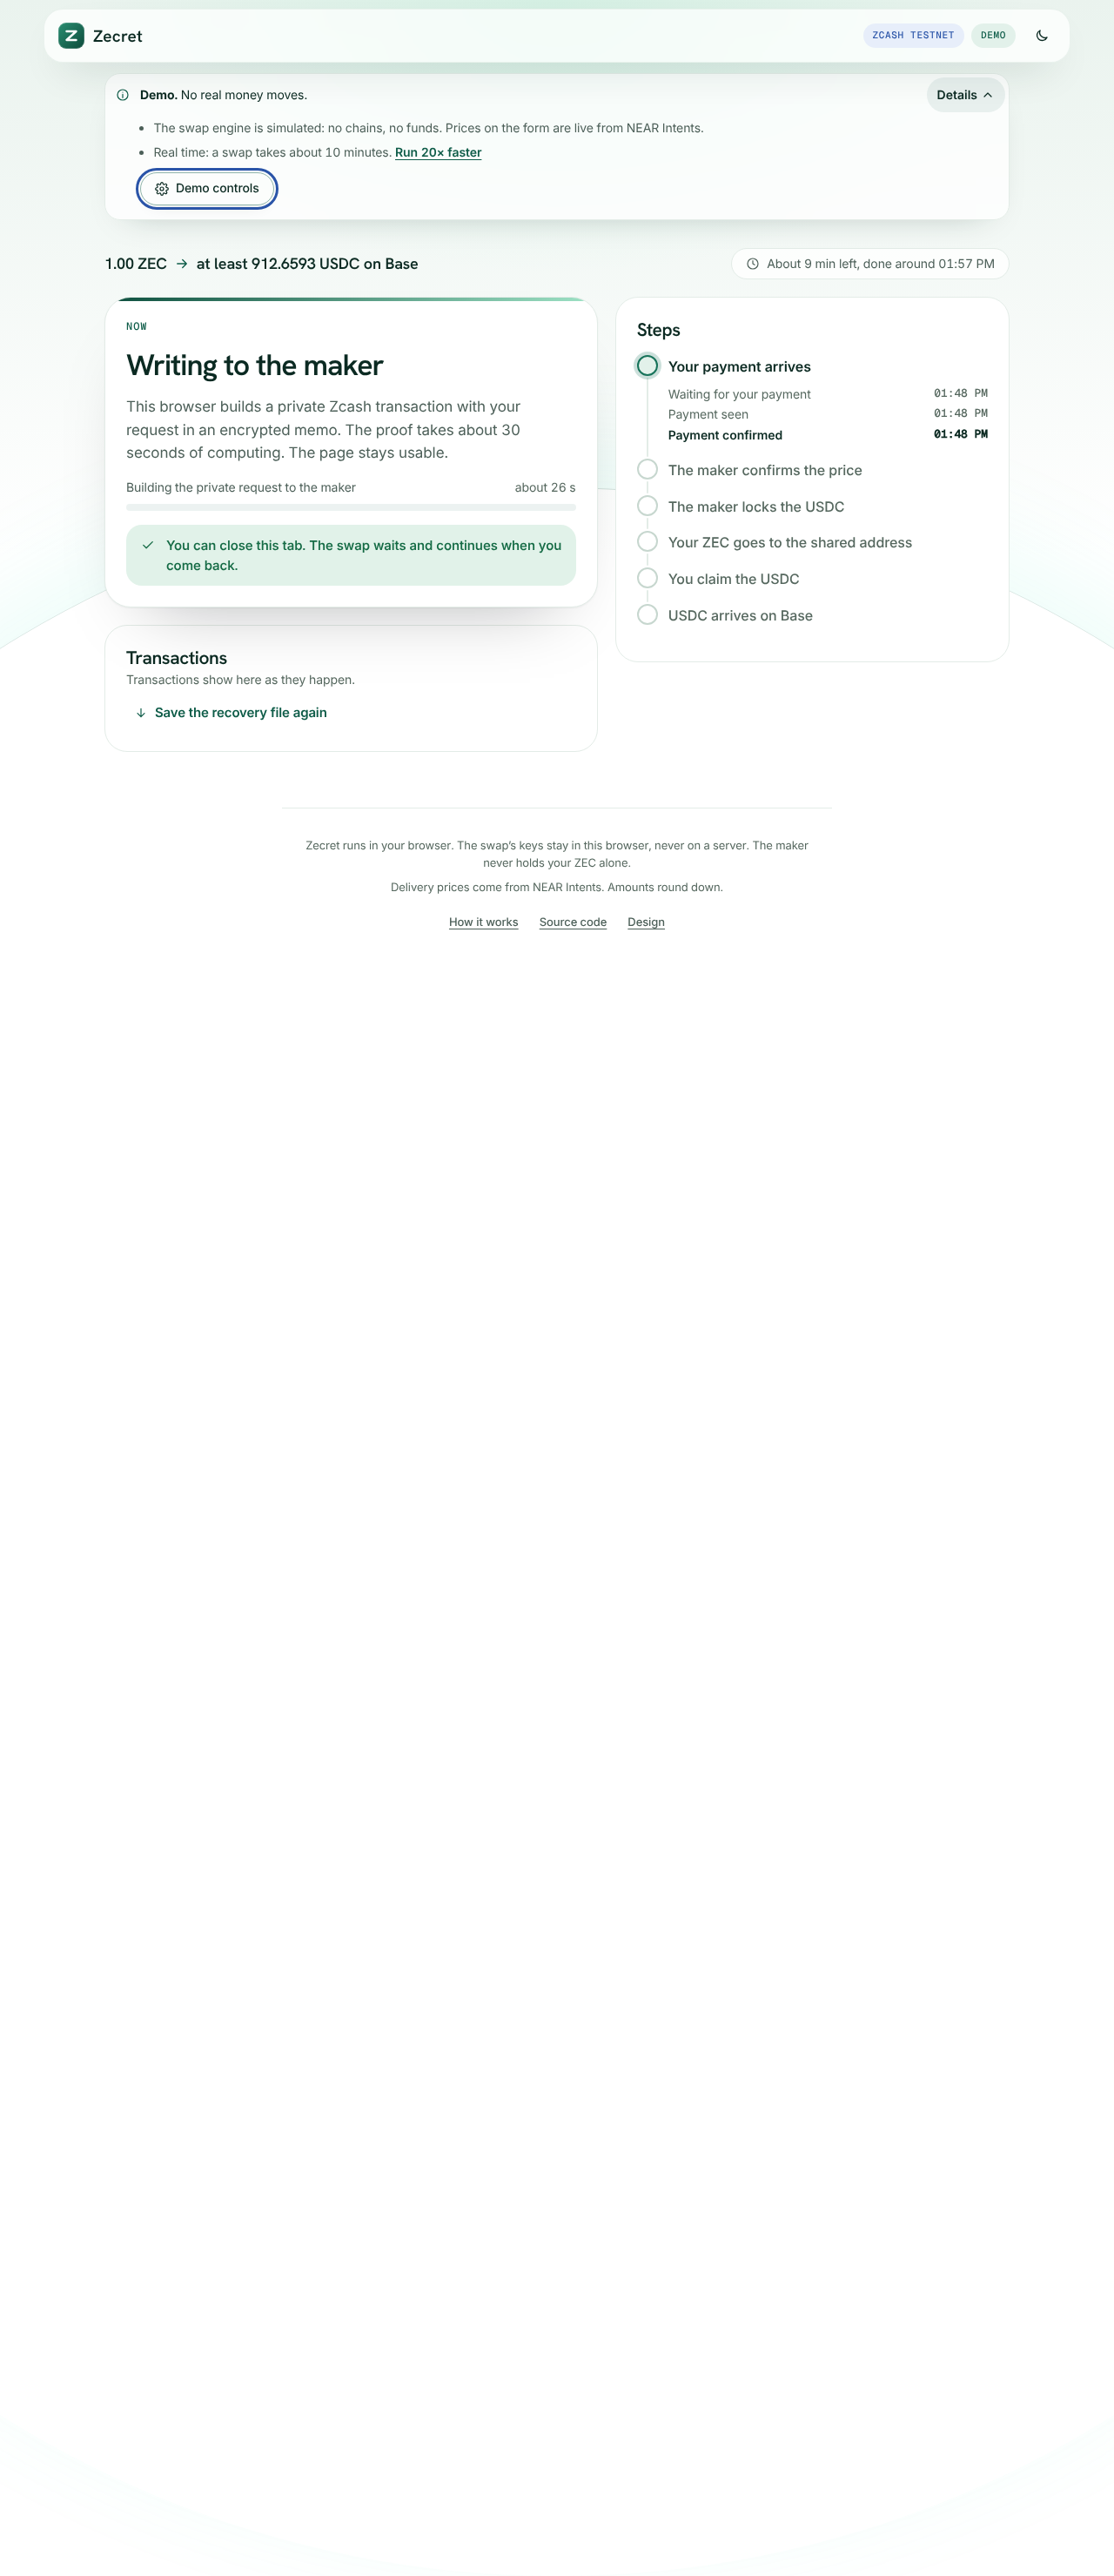 Zecret
ZCASH TESTNET
DEMO
Demo. No real money moves.
Details
The swap engine is simulated: no chains, no funds. Prices on the form are live from NEAR Intents.
Real time: a swap takes about 10 minutes. Run 20× faster
Demo controls
1.00 ZEC → at least 912.6593 USDC on Base
About 9 min left, done around 01:57 PM
NOW
Writing to the maker
This browser builds a private Zcash transaction with your
request in an encrypted memo. The proof takes about 30
seconds of computing. The page stays usable.
Building the private request to the maker
about 26 s
You can close this tab. The swap waits and continues when you
come back.
Transactions
Transactions show here as they happen.
Save the recovery file again
Steps
Your payment arrives
Waiting for your payment 01:48 PM
Payment seen 01:48 PM
Payment confirmed 01:48 PM
The maker confirms the price
The maker locks the USDC
Your ZEC goes to the shared address
You claim the USDC
USDC arrives on Base
Zecret runs in your browser. The swap’s keys stay in this browser, never on a server. The maker
never holds your ZEC alone.
Delivery prices come from NEAR Intents. Amounts round down.
How it works Source code Design